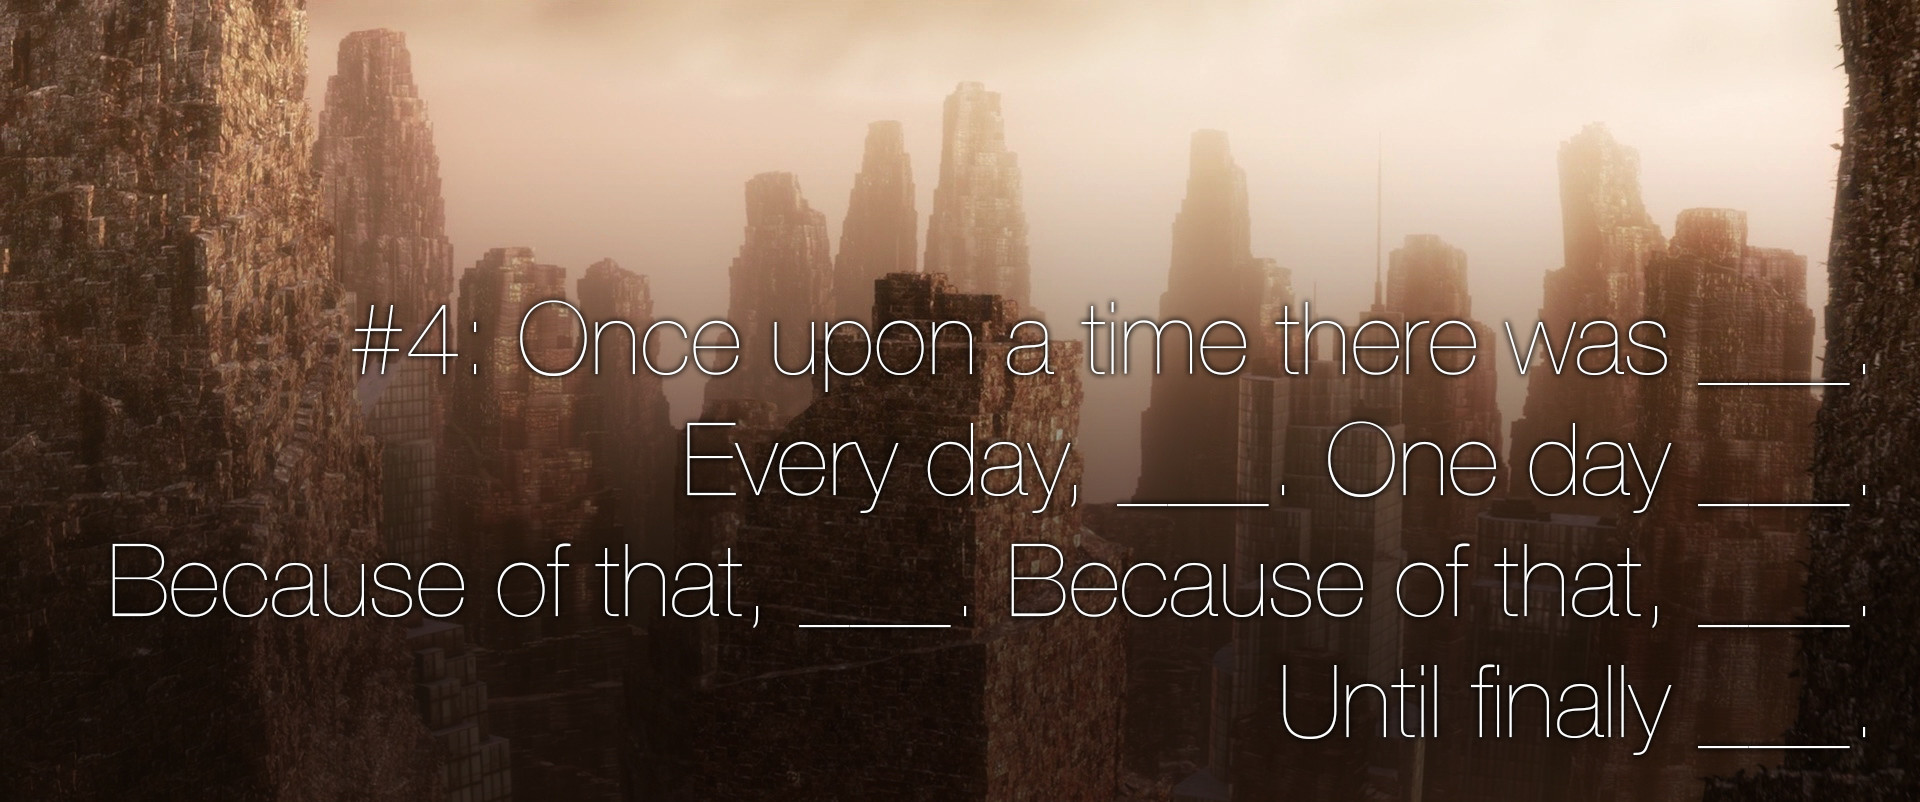 #4: Once upon a time there was ___.
Every day, ___. One day ___.
Because of that, ___. Because of that, ___.
Until finally ___.